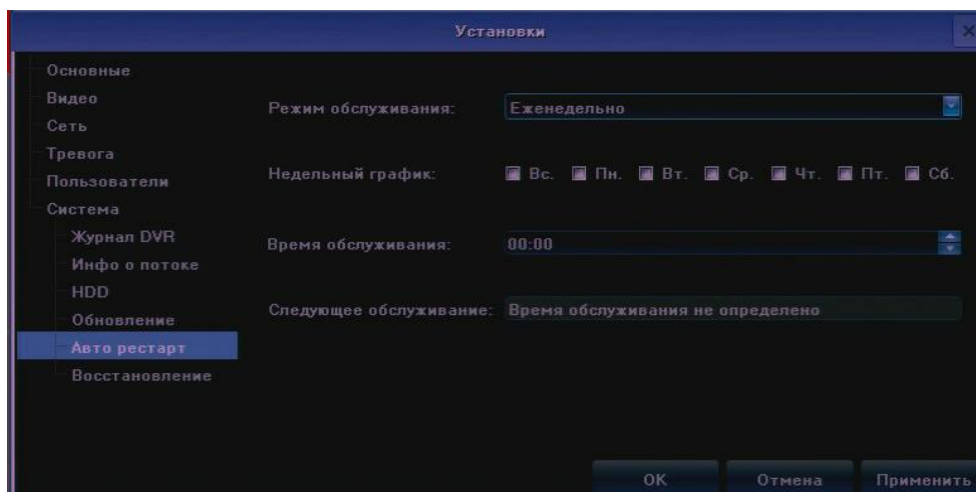 Установки
Основные
Видео
Сеть
Тревога
Пользователи
Система
Журнал DVR
Инфо о потоке
HDD
Обновление
Авто рестарт
Восстановление
Режим обслуживания: Еженедельно
Недельный график: Вс. Пн. Вт. Ср. Чт. Пт. Сб.
Время обслуживания: 00:00
Следующее обслуживание: Время обслуживания не определено
OK Отмена Применить